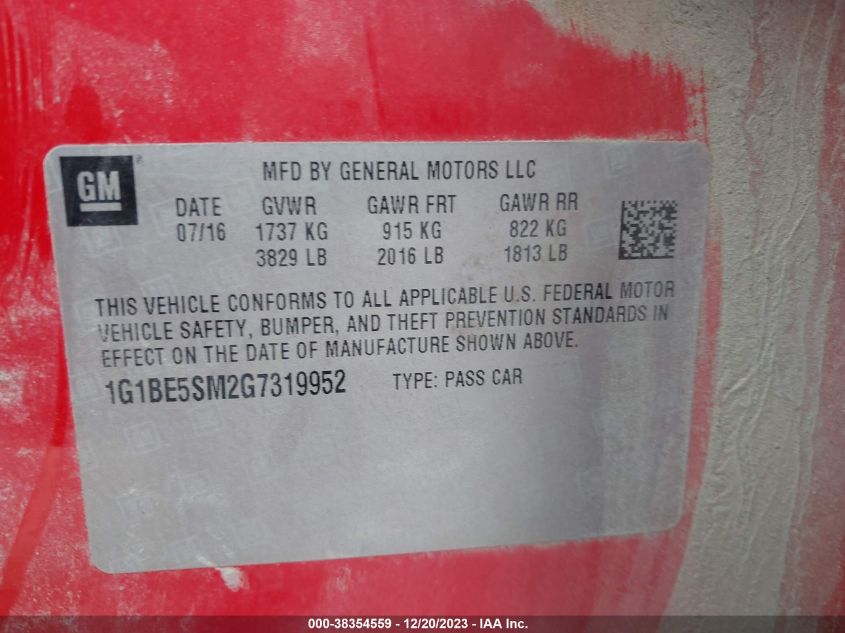 GM
MFD BY GENERAL MOTORS LLC
DATE GVWR GAWR FRT GAWR RR
07/16 1737 KG 915 KG 822 KG
3829 LB 2016 LB 1813 LB
THIS VEHICLE CONFORMS TO ALL APPLICABLE U.S. FEDERAL MOTOR
VEHICLE SAFETY, BUMPER, AND THEFT PREVENTION STANDARDS IN
EFFECT ON THE DATE OF MANUFACTURE SHOWN ABOVE.
1G1BE5SM2G7319952 TYPE: PASS CAR
000-38354559 - 12/20/2023 - IAA Inc.